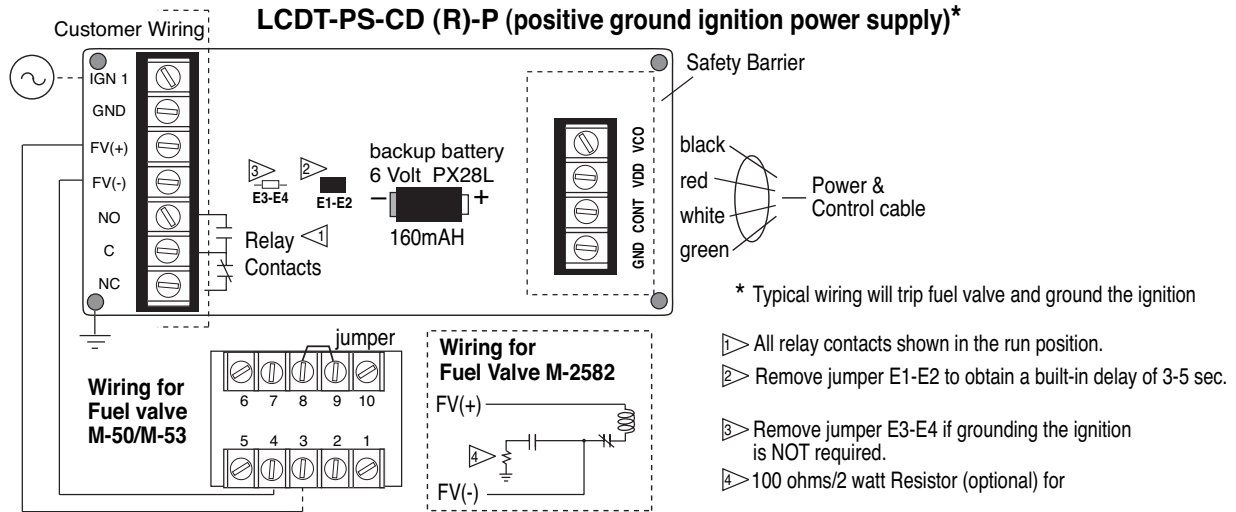 LCDT-PS-CD (R)-P (positive ground ignition power supply)*
Customer Wiring
IGN 1
GND
FV(+)
FV(-)
NO
C
NC
3
E3-E4
2
E1-E2
backup battery
6 Volt PX28L
− +
160mAH
Relay 1
Contacts
Safety Barrier
GND CONT VDD VCO
black
red
white
green
Power &
Control cable
* Typical wiring will trip fuel valve and ground the ignition
1 All relay contacts shown in the run position.
2 Remove jumper E1-E2 to obtain a built-in delay of 3-5 sec.
3 Remove jumper E3-E4 if grounding the ignition
is NOT required.
4 100 ohms/2 watt Resistor (optional) for
jumper
Wiring for
Fuel valve
M-50/M-53
6 7 8 9 10
5 4 3 2 1
Wiring for
Fuel Valve M-2582
FV(+)
4
FV(-)